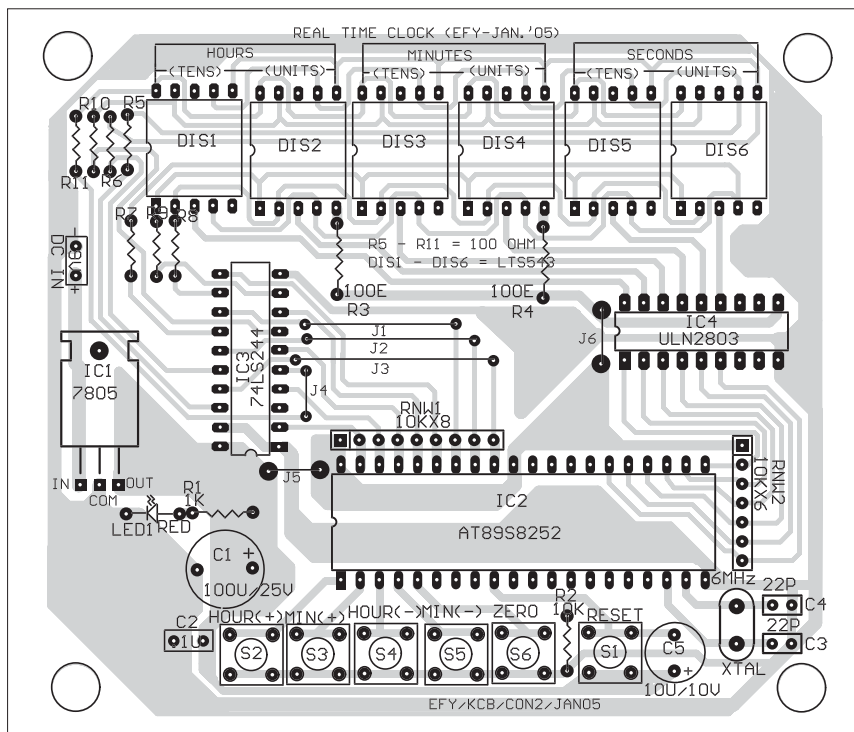 REAL TIME CLOCK (EFY-JAN.'05)
HOURS
MINUTES
SECONDS
(TENS)
(UNITS)
(TENS)
(UNITS)
(TENS)
(UNITS)
R10
R5
DIS1
DIS2
DIS3
DIS4
DIS5
DIS6
R11
R6
R7
R9
R8
DC IN
+
R5 - R11 = 100 OHM
DIS1 - DIS6 = LTS543
100E
R3
100E
R4
IC3
74LS244
J1
J2
J3
J4
J6
IC4
ULN2803
IC1
7805
IN
COM
OUT
RNW1
10KX8
RNW2
10KX6
J5
R1
1K
LED1
RED
IC2
AT89S8252
C1
+
100U/25V
C2
HOUR(+)
MIN(+)
HOUR(-)
MIN(-)
ZERO
R2
10K
RESET
6MHz
22P
C4
22P
C3
S2
S3
S4
S5
S6
S1
C5
+
10U/10V
XTAL
EFY/KCB/CON2/JAN05